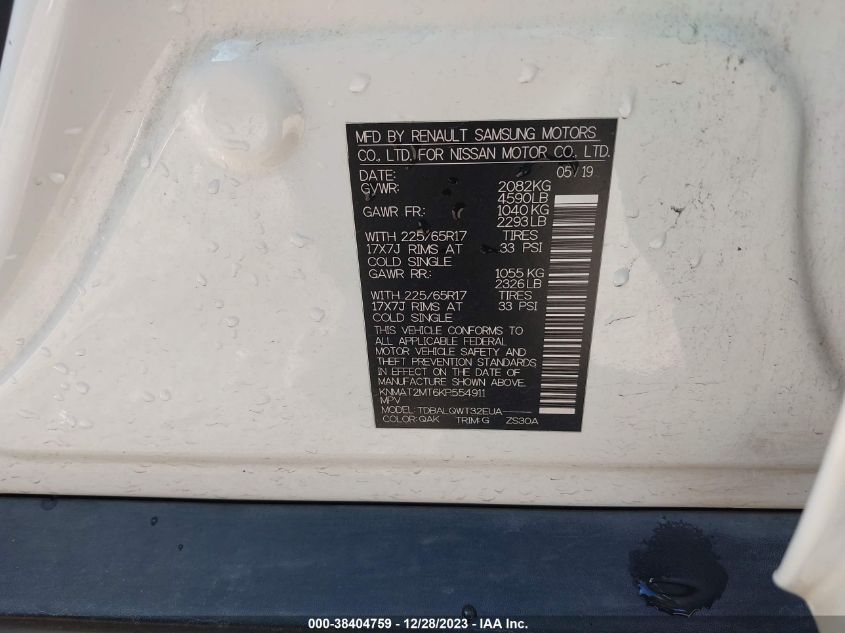 MFD BY RENAULT SAMSUNG MOTORS
CO., LTD. FOR NISSAN MOTOR CO., LTD.
DATE: 05/19
GVWR: 2082KG
4590LB
GAWR FR: 1040KG
2293LB
WITH 225/65R17 TIRES
17X7J RIMS AT 33 PSI
COLD SINGLE
GAWR RR: 1055 KG
2326LB
WITH 225/65R17 TIRES
17X7J RIMS AT 33 PSI
COLD SINGLE
THIS VEHICLE CONFORMS TO
ALL APPLICABLE FEDERAL
MOTOR VEHICLE SAFETY AND
THEFT PREVENTION STANDARDS
IN EFFECT ON THE DATE OF
MANUFACTURE SHOWN ABOVE.
KNMAT2MT6KP554911
MPV
MODEL: TDBALQWT32EUA
COLOR: QAK TRIM:G ZS30A
000-38404759 - 12/28/2023 - IAA Inc.